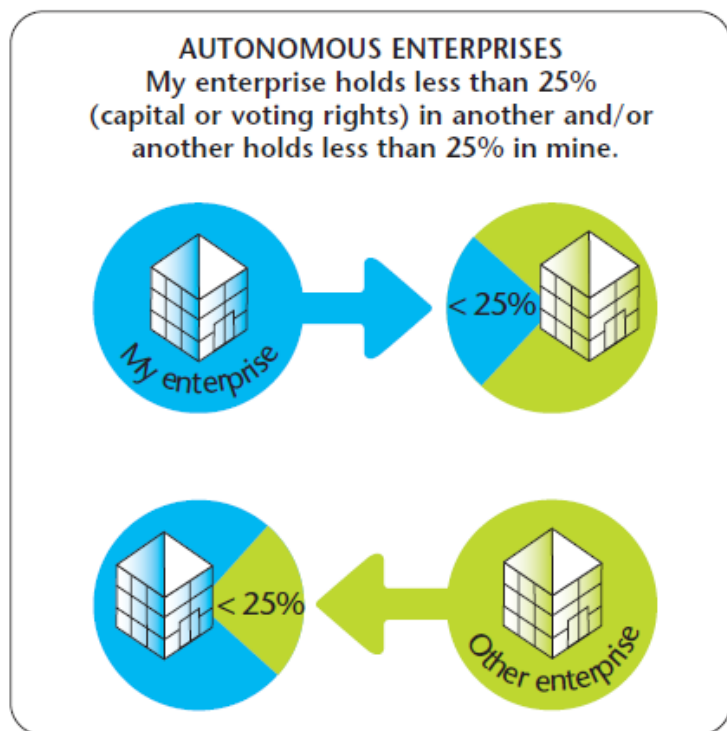 AUTONOMOUS ENTERPRISES
My enterprise holds less than 25%
(capital or voting rights) in another and/or
another holds less than 25% in mine.
My enterprise
< 25%
< 25%
Other enterprise